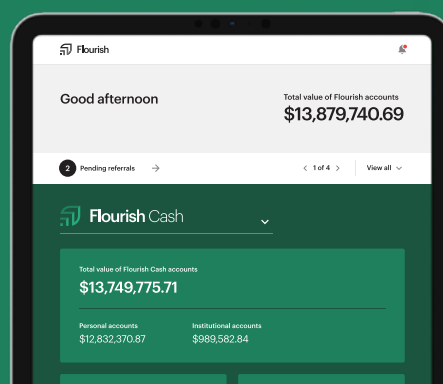 Flourish
Good afternoon
Total value of Flourish accounts
$13,879,740.69
2 Pending referrals
1 of 4
View all
Flourish Cash
Total value of Flourish Cash accounts
$13,749,775.71
Personal accounts
$12,832,370.87
Institutional accounts
$989,582.84